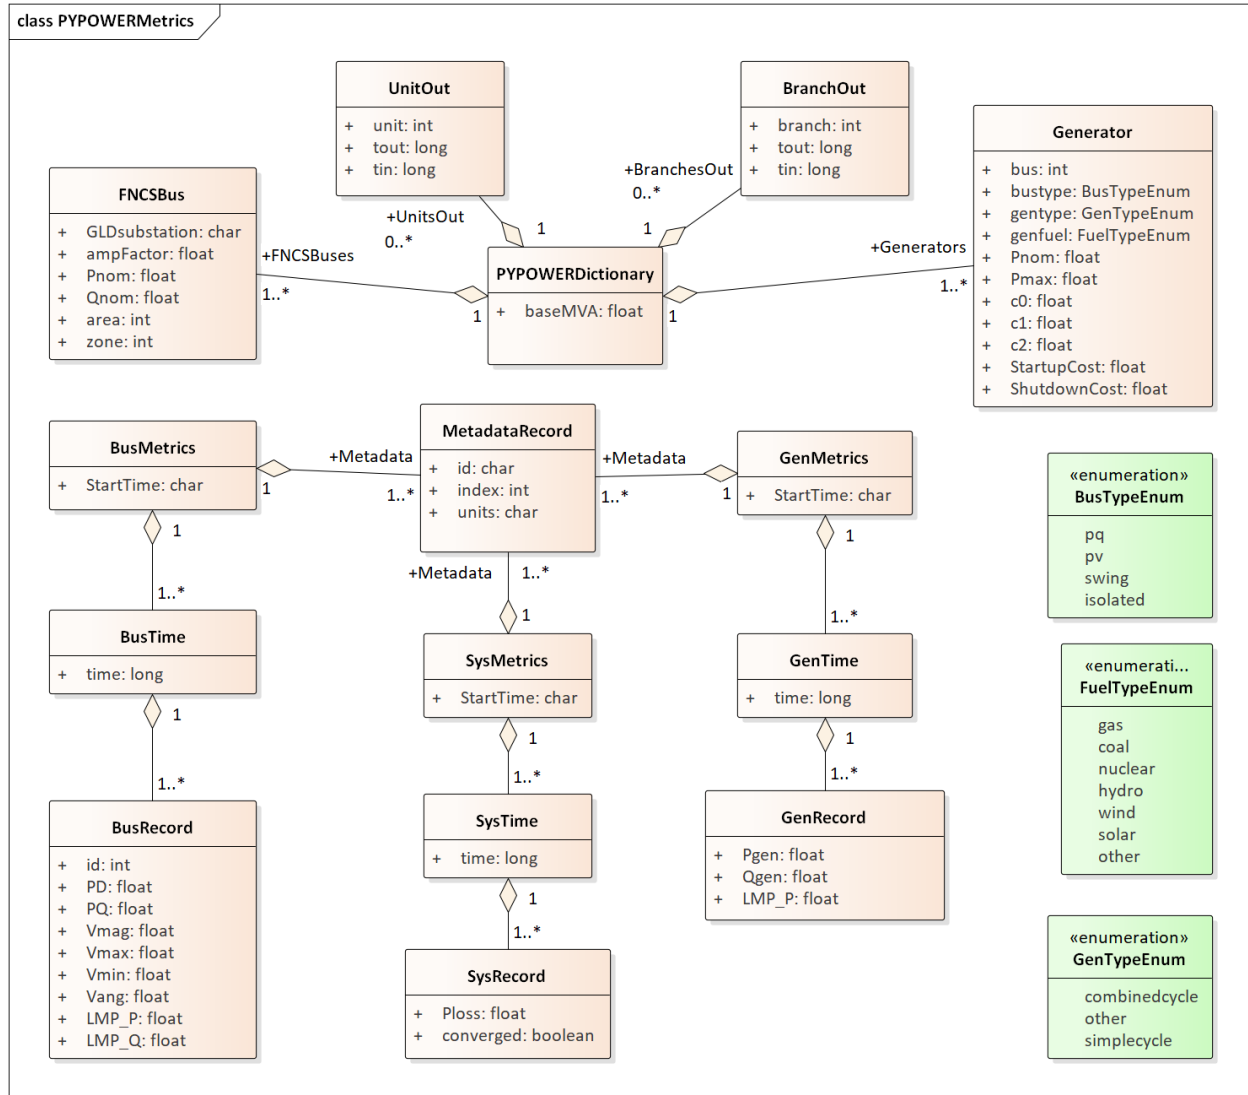 class PYPOWERMetrics
UnitOut
+ unit: int
+ tout: long
+ tin: long
BranchOut
+ branch: int
+ tout: long
+ tin: long
Generator
+ bus: int
+ bustype: BusTypeEnum
+ gentype: GenTypeEnum
+ genfuel: FuelTypeEnum
+ Pnom: float
+ Pmax: float
+ c0: float
+ c1: float
+ c2: float
+ StartupCost: float
+ ShutdownCost: float
FNCSBus
+ GLDsubstation: char
+ ampFactor: float
+ Pnom: float
+ Qnom: float
+ area: int
+ zone: int
+UnitsOut
0..*
1
+BranchesOut
0..*
1
+FNCSBuses
1..*
1
+Generators
1..*
1
PYPOWERDictionary
+ baseMVA: float
BusMetrics
+ StartTime: char
+Metadata
1
1..*
MetadataRecord
+ id: char
+ index: int
+ units: char
+Metadata
1..*
1
GenMetrics
+ StartTime: char
+Metadata
1..*
1
1
1..*
BusTime
+ time: long
1
1..*
BusRecord
+ id: int
+ PD: float
+ PQ: float
+ Vmag: float
+ Vmax: float
+ Vmin: float
+ Vang: float
+ LMP_P: float
+ LMP_Q: float
SysMetrics
+ StartTime: char
1
1..*
SysTime
+ time: long
1
1..*
SysRecord
+ Ploss: float
+ converged: boolean
1
1..*
GenTime
+ time: long
1
1..*
GenRecord
+ Pgen: float
+ Qgen: float
+ LMP_P: float
«enumeration»
BusTypeEnum
pq
pv
swing
isolated
«enumerati...
FuelTypeEnum
gas
coal
nuclear
hydro
wind
solar
other
«enumeration»
GenTypeEnum
combinedcycle
other
simplecycle